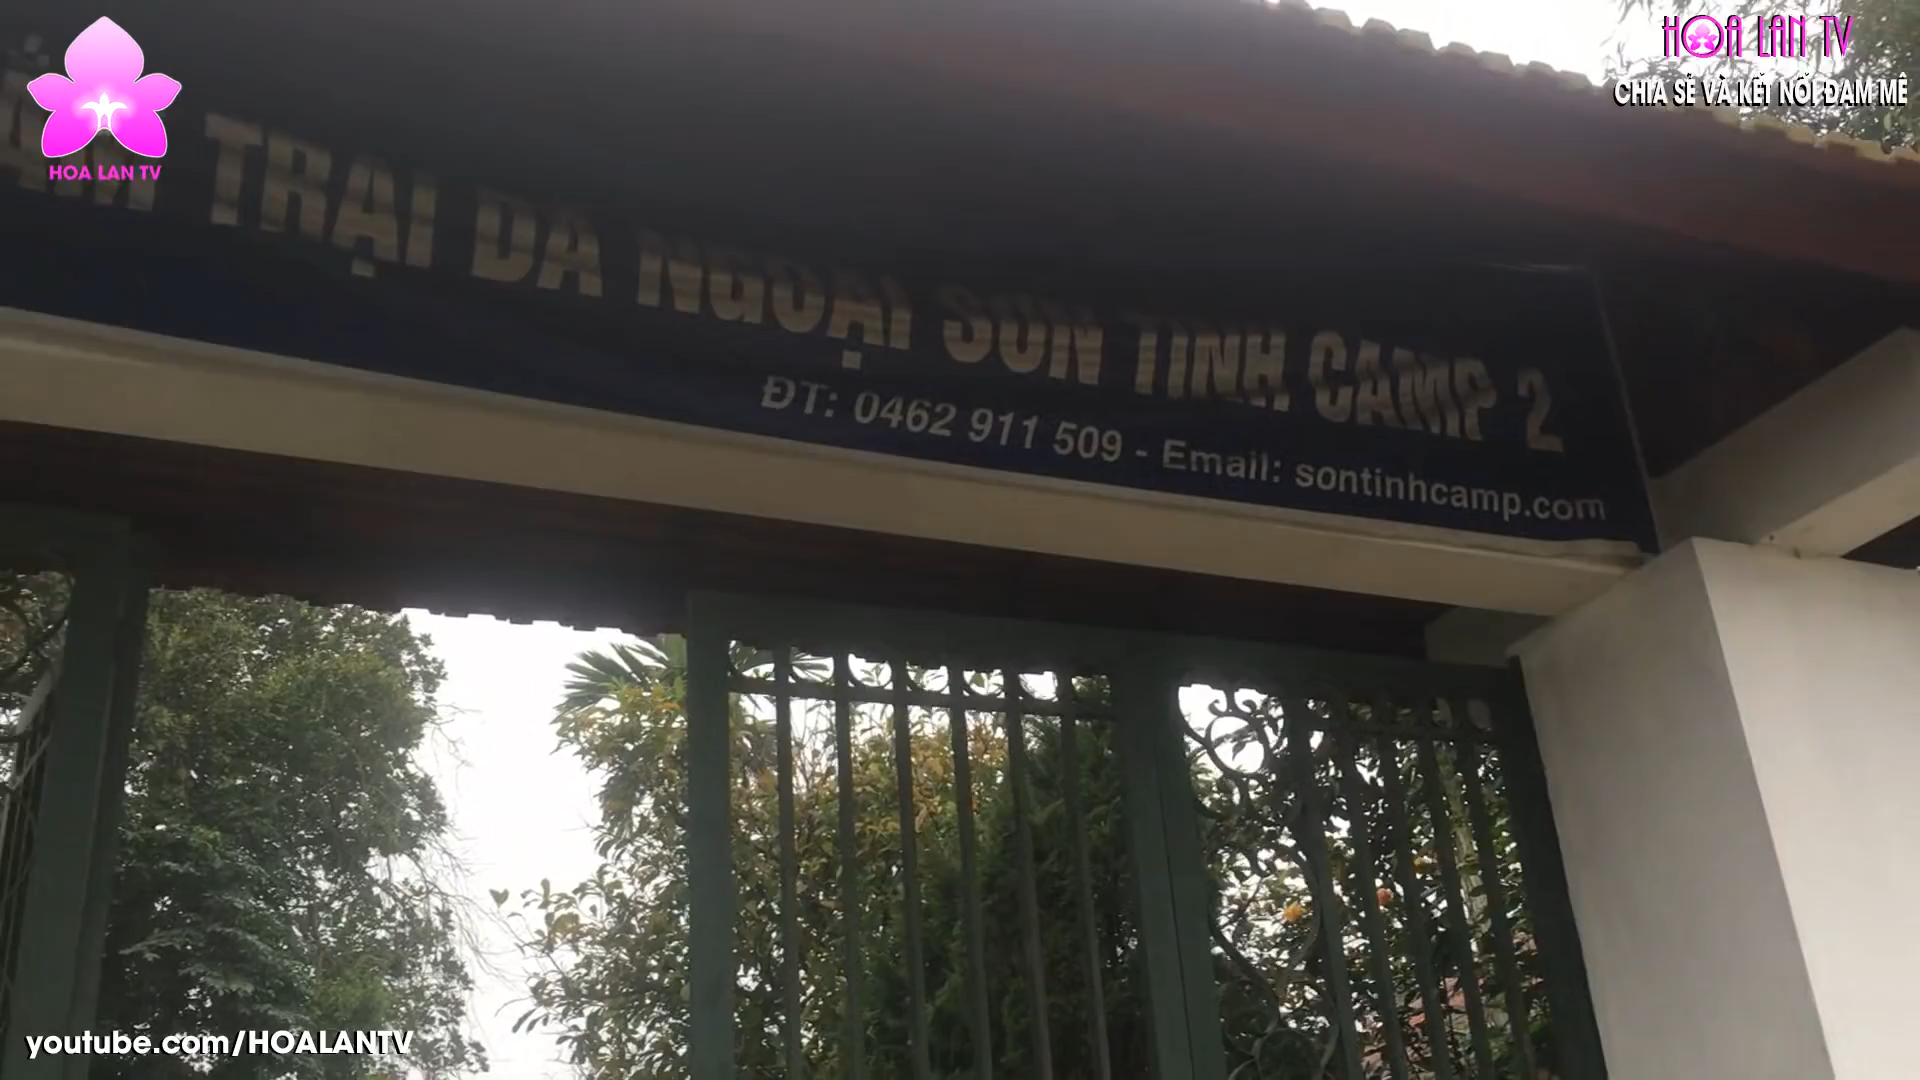 HOA LAN TV
CHIA SẺ VÀ KẾT NỐI ĐAM MÊ
HOA LAN TV
TRẠI DÃ NGOẠI SƠN TINH CAMP 2
ĐT: 0462 911 509 - Email: sontinhcamp.com
youtube.com/HOALANTV